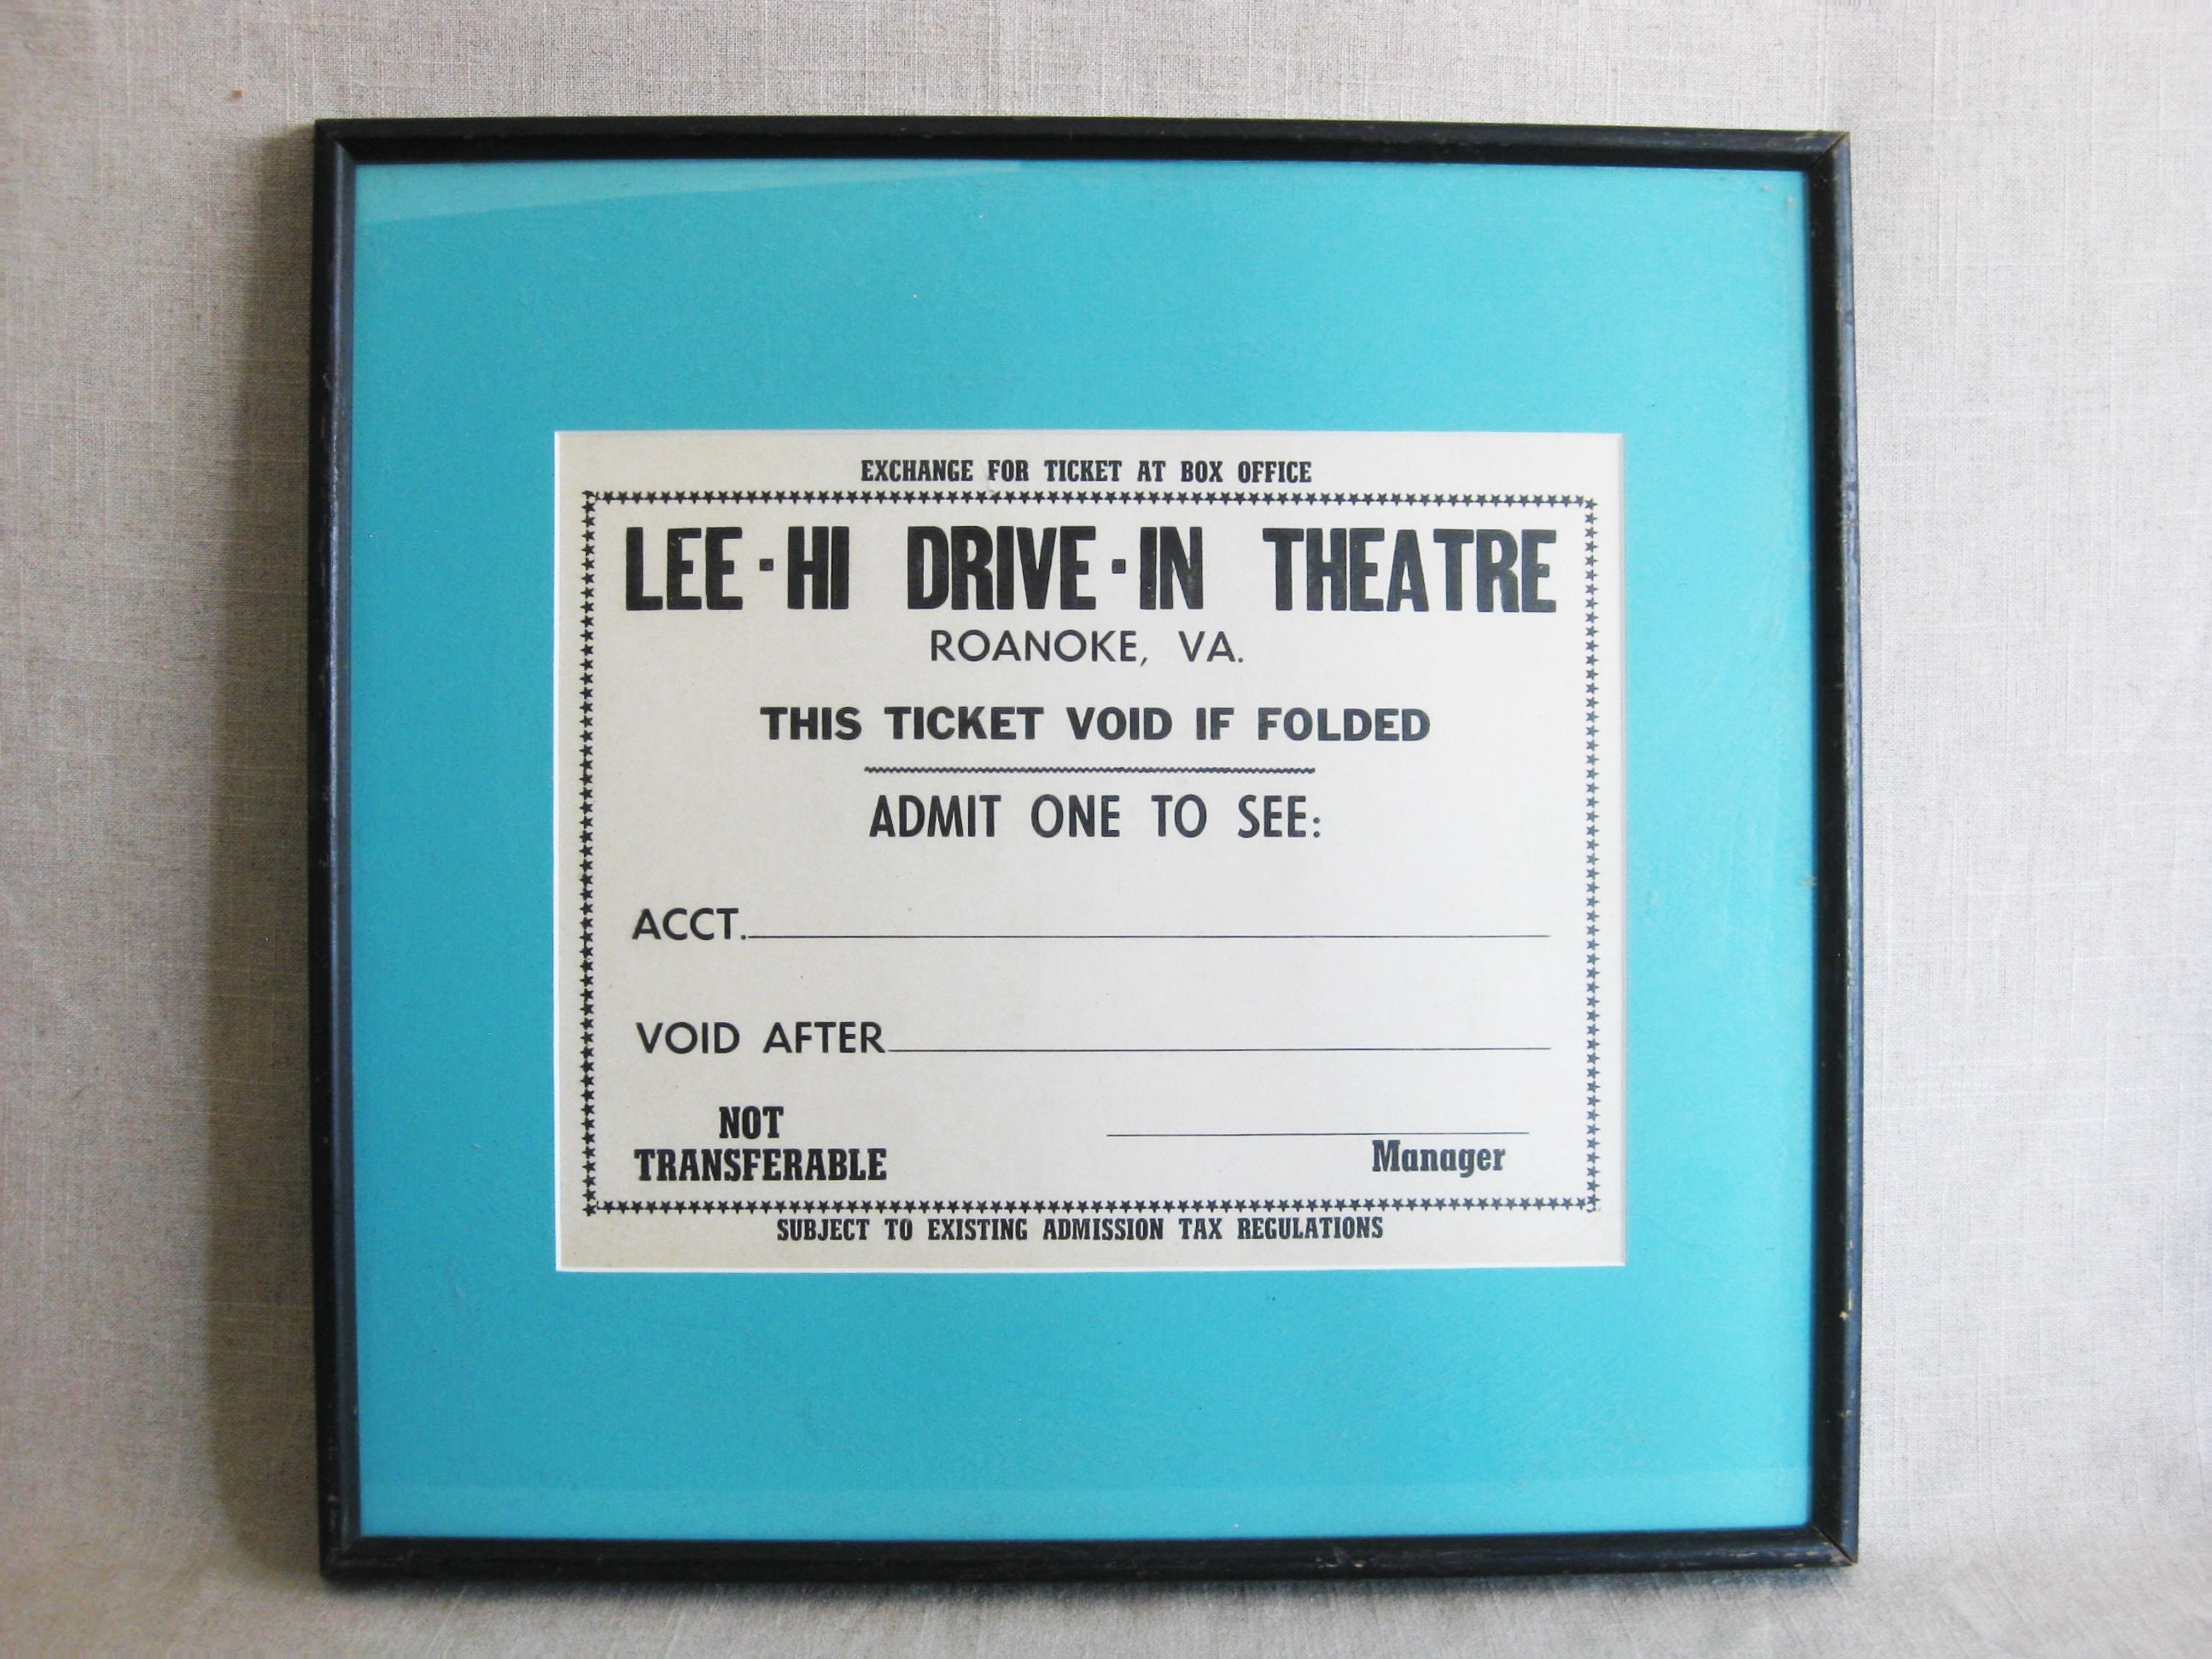 EXCHANGE FOR TICKET AT BOX OFFICE
LEE-HI DRIVE-IN THEATRE
ROANOKE, VA.
THIS TICKET VOID IF FOLDED
ADMIT ONE TO SEE:
ACCT.
VOID AFTER
NOT
TRANSFERABLE
Manager
SUBJECT TO EXISTING ADMISSION TAX REGULATIONS